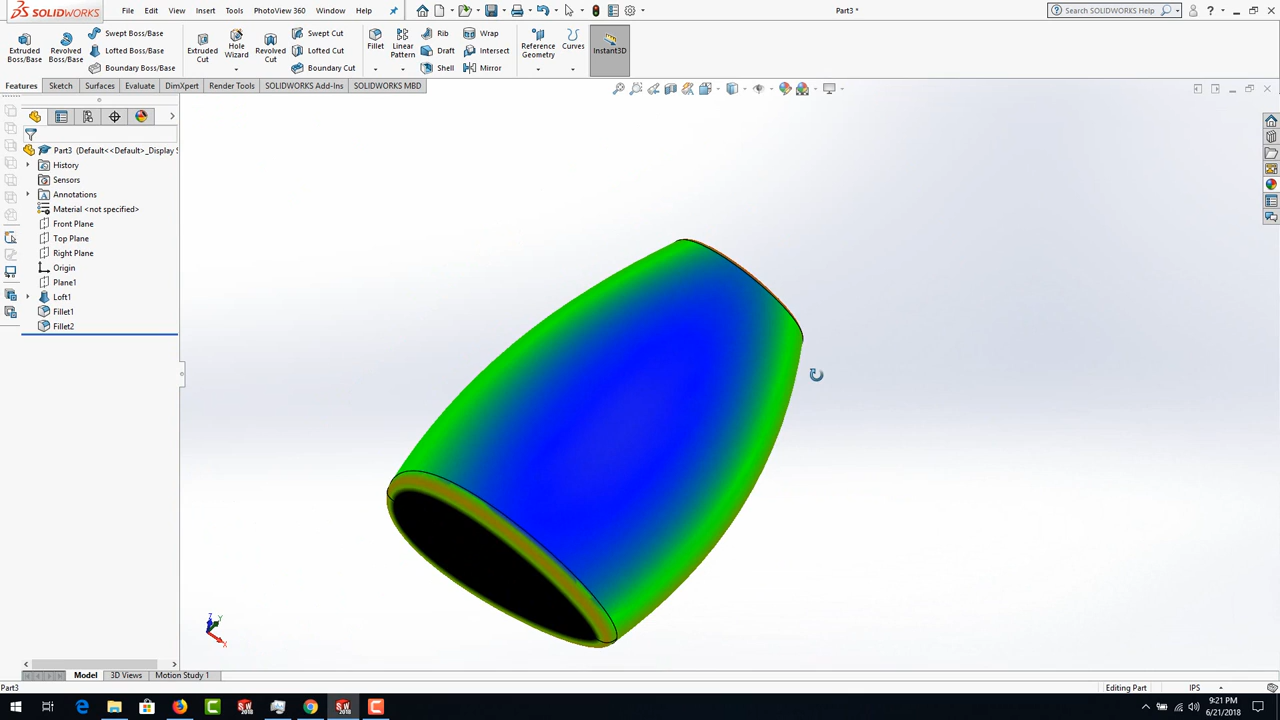 SOLIDWORKS
File Edit View Insert Tools PhotoView 360 Window Help
Part3 *
Search SOLIDWORKS Help
Extruded Boss/Base
Revolved Boss/Base
Swept Boss/Base
Lofted Boss/Base
Boundary Boss/Base
Extruded Cut
Hole Wizard
Revolved Cut
Swept Cut
Lofted Cut
Boundary Cut
Fillet
Linear Pattern
Rib
Draft
Shell
Wrap
Intersect
Mirror
Reference Geometry
Curves
Instant3D
Features Sketch Surfaces Evaluate DimXpert Render Tools SOLIDWORKS Add-Ins SOLIDWORKS MBD
Part3 (Default<<Default>_Display S
History
Sensors
Annotations
Material <not specified>
Front Plane
Top Plane
Right Plane
Origin
Plane1
Loft1
Fillet1
Fillet2
Z
Y
X
Model 3D Views Motion Study 1
Part3 Editing Part IPS
9:21 PM
6/21/2018